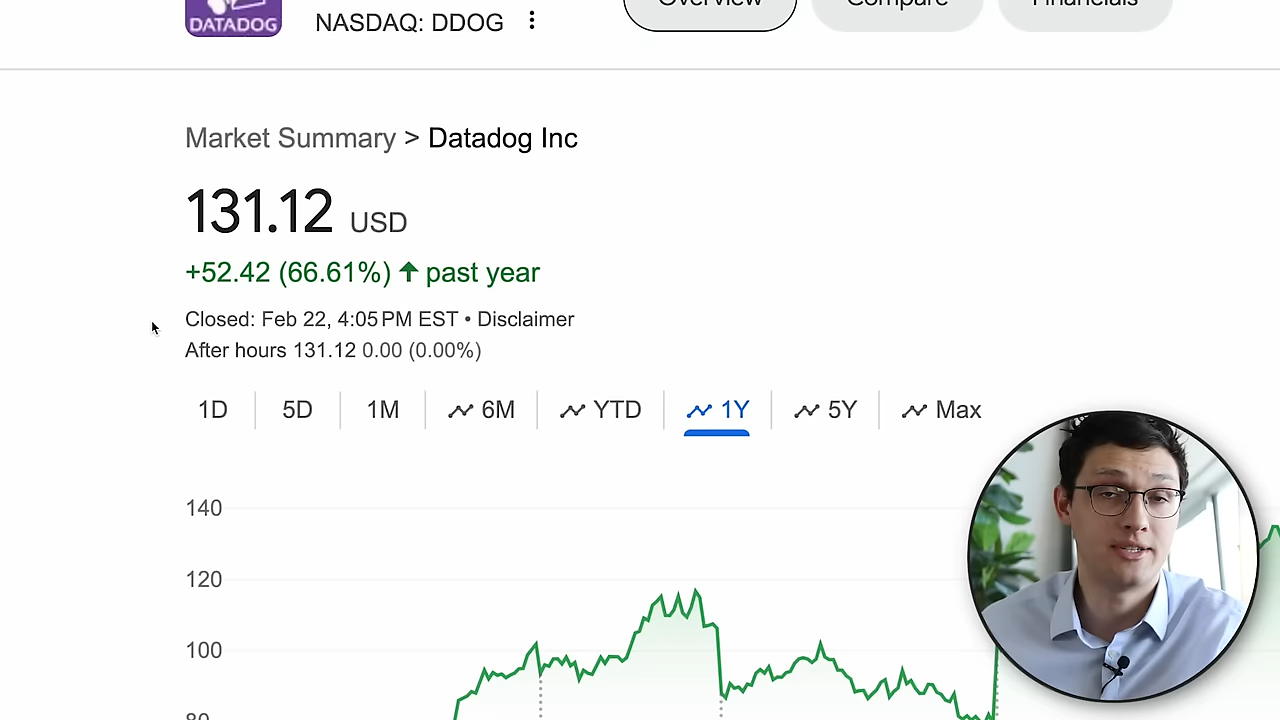 DATADOG
NASDAQ: DDOG
Overview
Compare
Financials
Market Summary > Datadog Inc
131.12 USD
+52.42 (66.61%) ↑ past year
Closed: Feb 22, 4:05 PM EST • Disclaimer
After hours 131.12 0.00 (0.00%)
1D
5D
1M
6M
YTD
1Y
5Y
Max
140
120
100
80